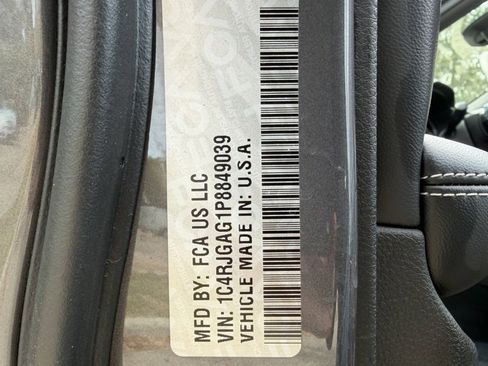 MFD BY: FCA US LLC
VIN: 1C4RJGAG1P8849039
VEHICLE MADE IN: U.S.A.